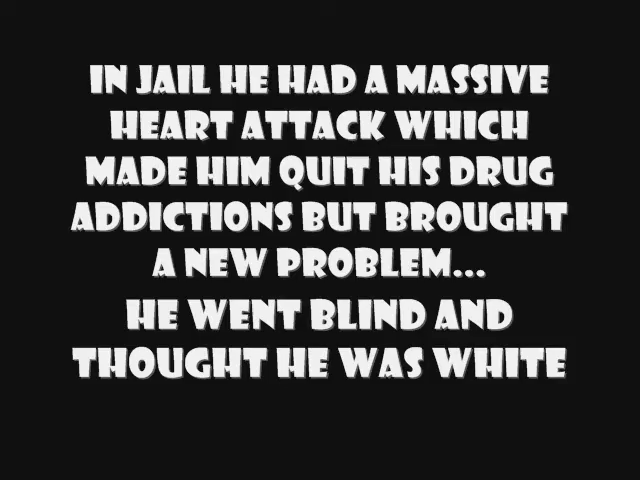 IN JAIL HE HAD A MASSIVE
HEART ATTACK WHICH
MADE HIM QUIT HIS DRUG
ADDICTIONS BUT BROUGHT
A NEW PROBLEM...
HE WENT BLIND AND
THOUGHT HE WAS WHITE